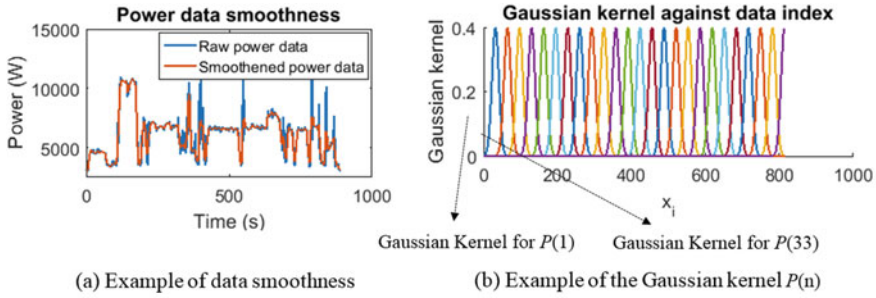 Power data smoothness
15000
10000
5000
Power (W)
Raw power data
Smoothened power data
0
500
1000
Time (s)
Gaussian kernel against data index
0.4
0.2
0
Gaussian kernel
0
200
400
600
800
1000
x_i
Gaussian Kernel for P(1)
Gaussian Kernel for P(33)
(a) Example of data smoothness
(b) Example of the Gaussian kernel P(n)